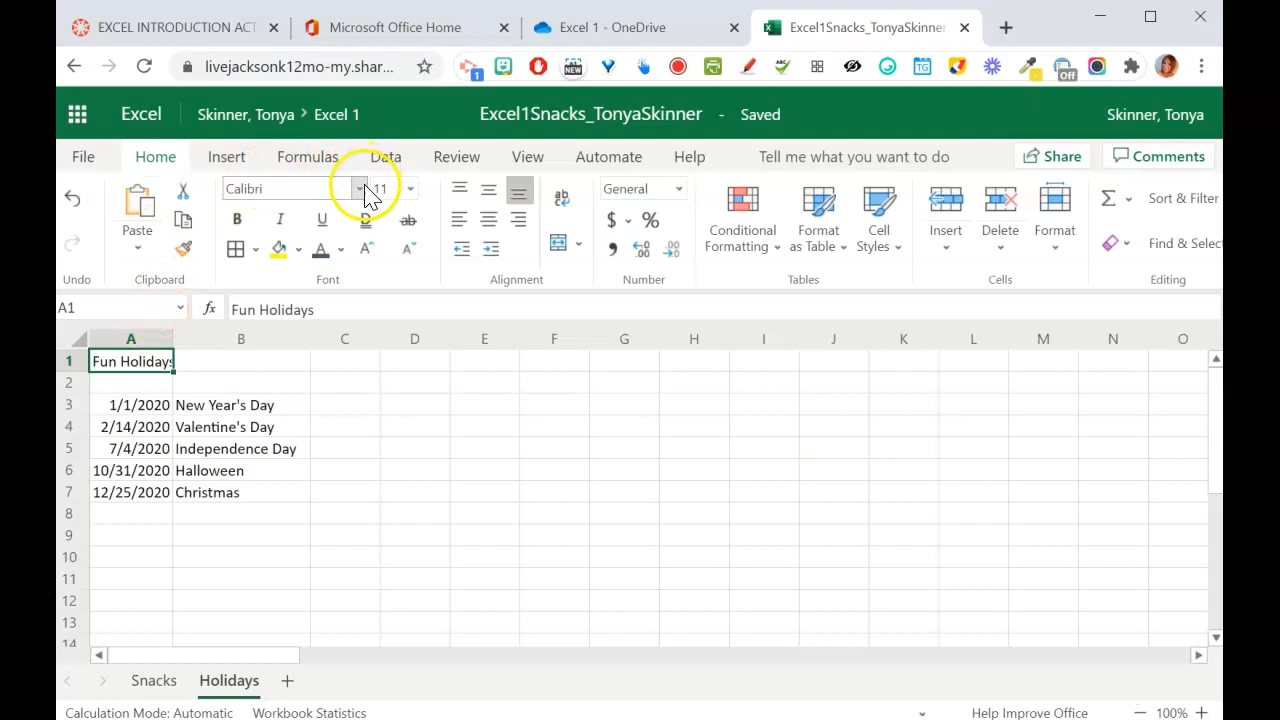 EXCEL INTRODUCTION ACT
Microsoft Office Home
Excel 1 - OneDrive
Excel1Snacks_TonyaSkinner
livejacksonk12mo-my.shar...
1
NEW
TG
Off
Excel
Skinner, Tonya > Excel 1
Excel1Snacks_TonyaSkinner - Saved
Skinner, Tonya
File
Home
Insert
Formulas
Data
Review
View
Automate
Help
Tell me what you want to do
Share
Comments
Calibri
11
General
Paste
B I U D ab
$ %
A
Conditional Formatting
Format as Table
Cell Styles
Insert
Delete
Format
Sort & Filter
Find & Selec
Undo
Clipboard
Font
Alignment
Number
Tables
Cells
Editing
A1
fx
Fun Holidays
A B C D E F G H I J K L M N O
1 Fun Holidays
2
3 1/1/2020 New Year's Day
4 2/14/2020 Valentine's Day
5 7/4/2020 Independence Day
6 10/31/2020 Halloween
7 12/25/2020 Christmas
8
9
10
11
12
13
14
Snacks
Holidays
Calculation Mode: Automatic
Workbook Statistics
Help Improve Office
100%